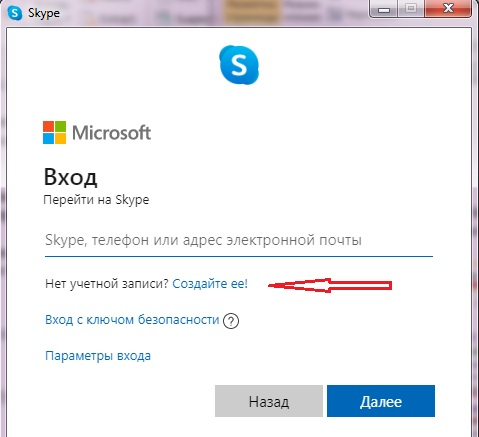 Skype
S
Microsoft
Вход
Перейти на Skype
Skype, телефон или адрес электронной почты
Нет учетной записи? Создайте ее!
Вход с ключом безопасности ?
Параметры входа
Назад Далее